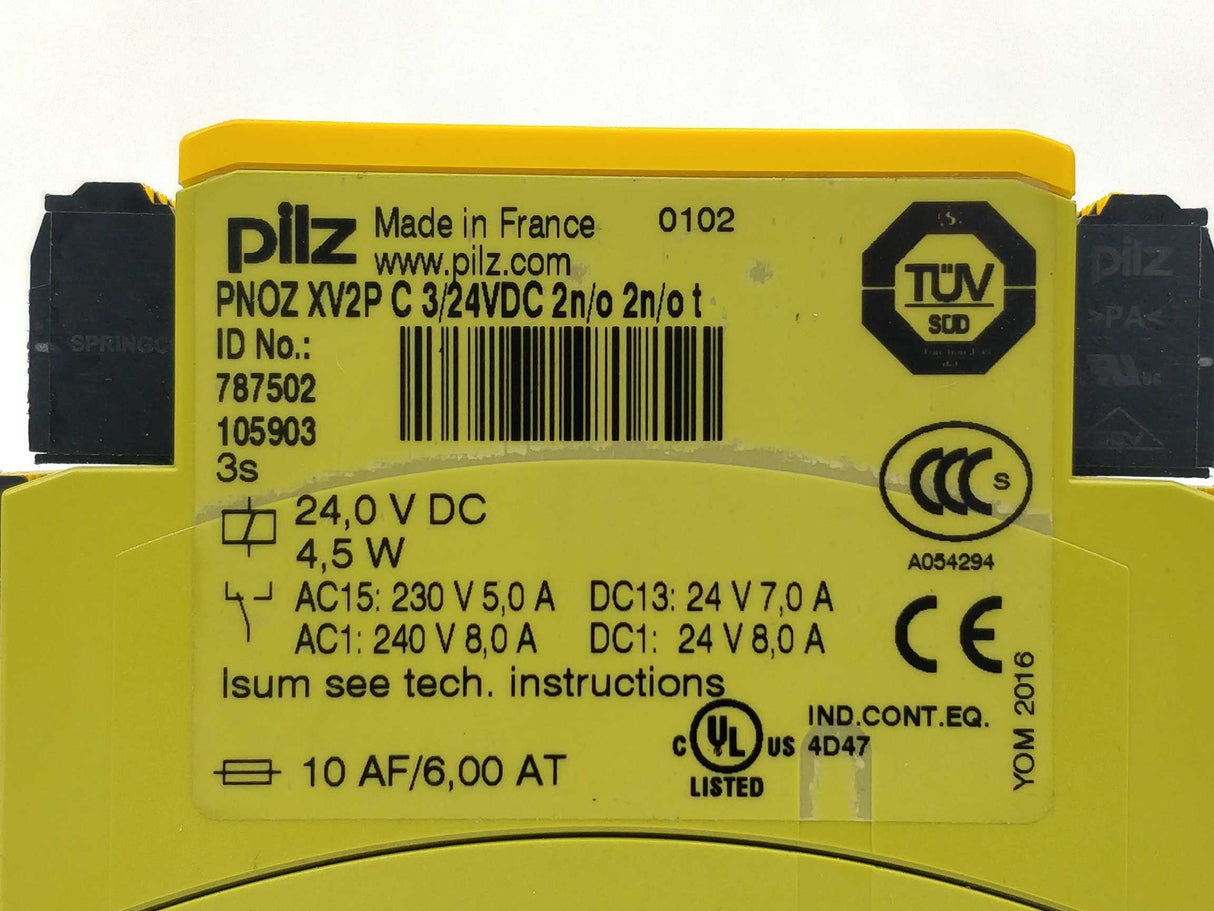 pilz Made in France 0102
www.pilz.com
PNOZ XV2P C 3/24VDC 2n/o 2n/o t
ID No.:
787502
105903
3s
24,0 V DC
4,5 W
AC15: 230 V 5,0 A DC13: 24 V 7,0 A
AC1: 240 V 8,0 A DC1: 24 V 8,0 A
Isum see tech. instructions
10 AF/6,00 AT
TÜV
SÜD
CCC S
A054294
CE
YOM 2016
C UL US
LISTED
IND.CONT.EQ.
4D47
pilz
>PA<